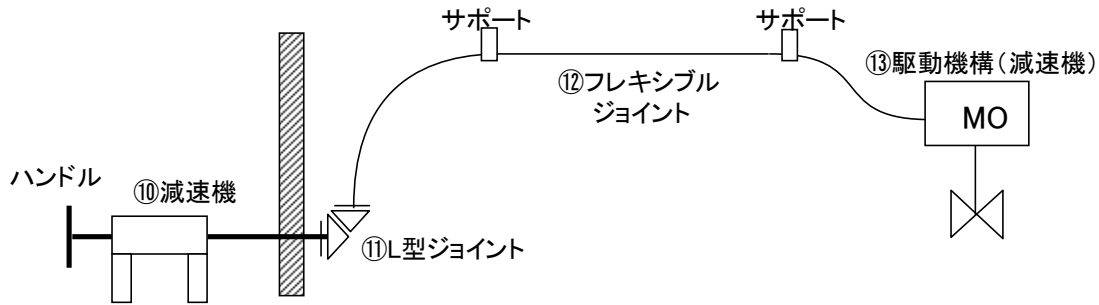 サポート
サポート
⑬駆動機構（減速機）
⑫フレキシブル
ジョイント
MO
ハンドル
⑩減速機
⑪L型ジョイント